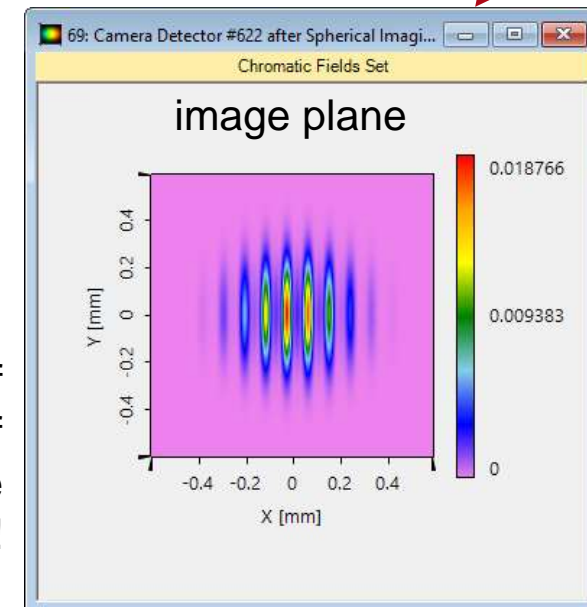 69: Camera Detector #622 after Spherical Imagi...
Chromatic Fields Set
image plane
0.018766
0.009383
0
Y [mm]
0.4
0.2
0
-0.2
-0.4
-0.4 -0.2 0 0.2 0.4
X [mm]